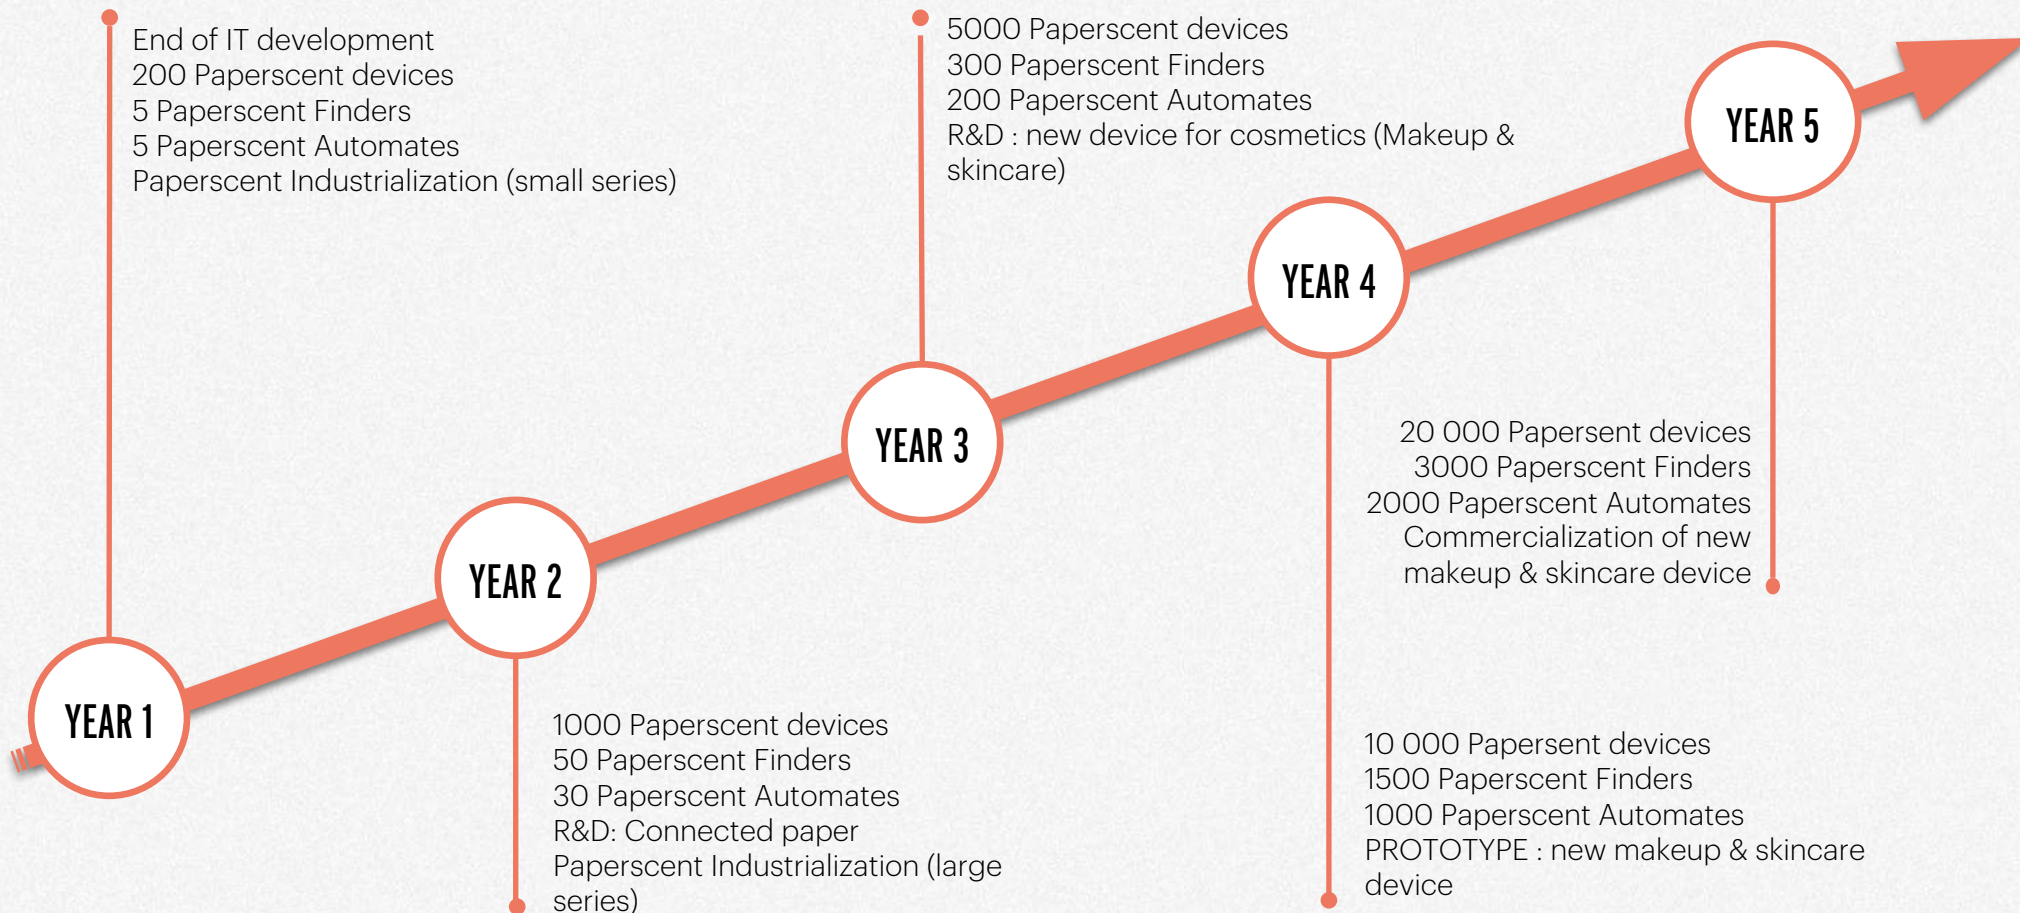 End of IT development
200 Paperscent devices
5 Paperscent Finders
5 Paperscent Automates
Paperscent Industrialization (small series)
5000 Paperscent devices
300 Paperscent Finders
200 Paperscent Automates
R&D : new device for cosmetics (Makeup &
skincare)
YEAR 5
YEAR 4
YEAR 3
20 000 Papersent devices
3000 Paperscent Finders
2000 Paperscent Automates
Commercialization of new
makeup & skincare device
YEAR 2
YEAR 1
1000 Paperscent devices
50 Paperscent Finders
30 Paperscent Automates
R&D: Connected paper
Paperscent Industrialization (large
series)
10 000 Papersent devices
1500 Paperscent Finders
1000 Paperscent Automates
PROTOTYPE : new makeup & skincare
device